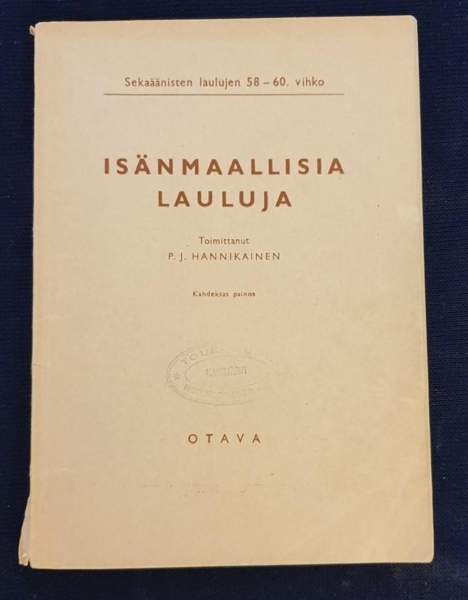 Sekaäänisten laulujen 58–60. vihko
ISÄNMAALLISIA
LAULUJA
Toimittanut
P. J. HANNIKAINEN
Kahdeksas painos
OTAVA